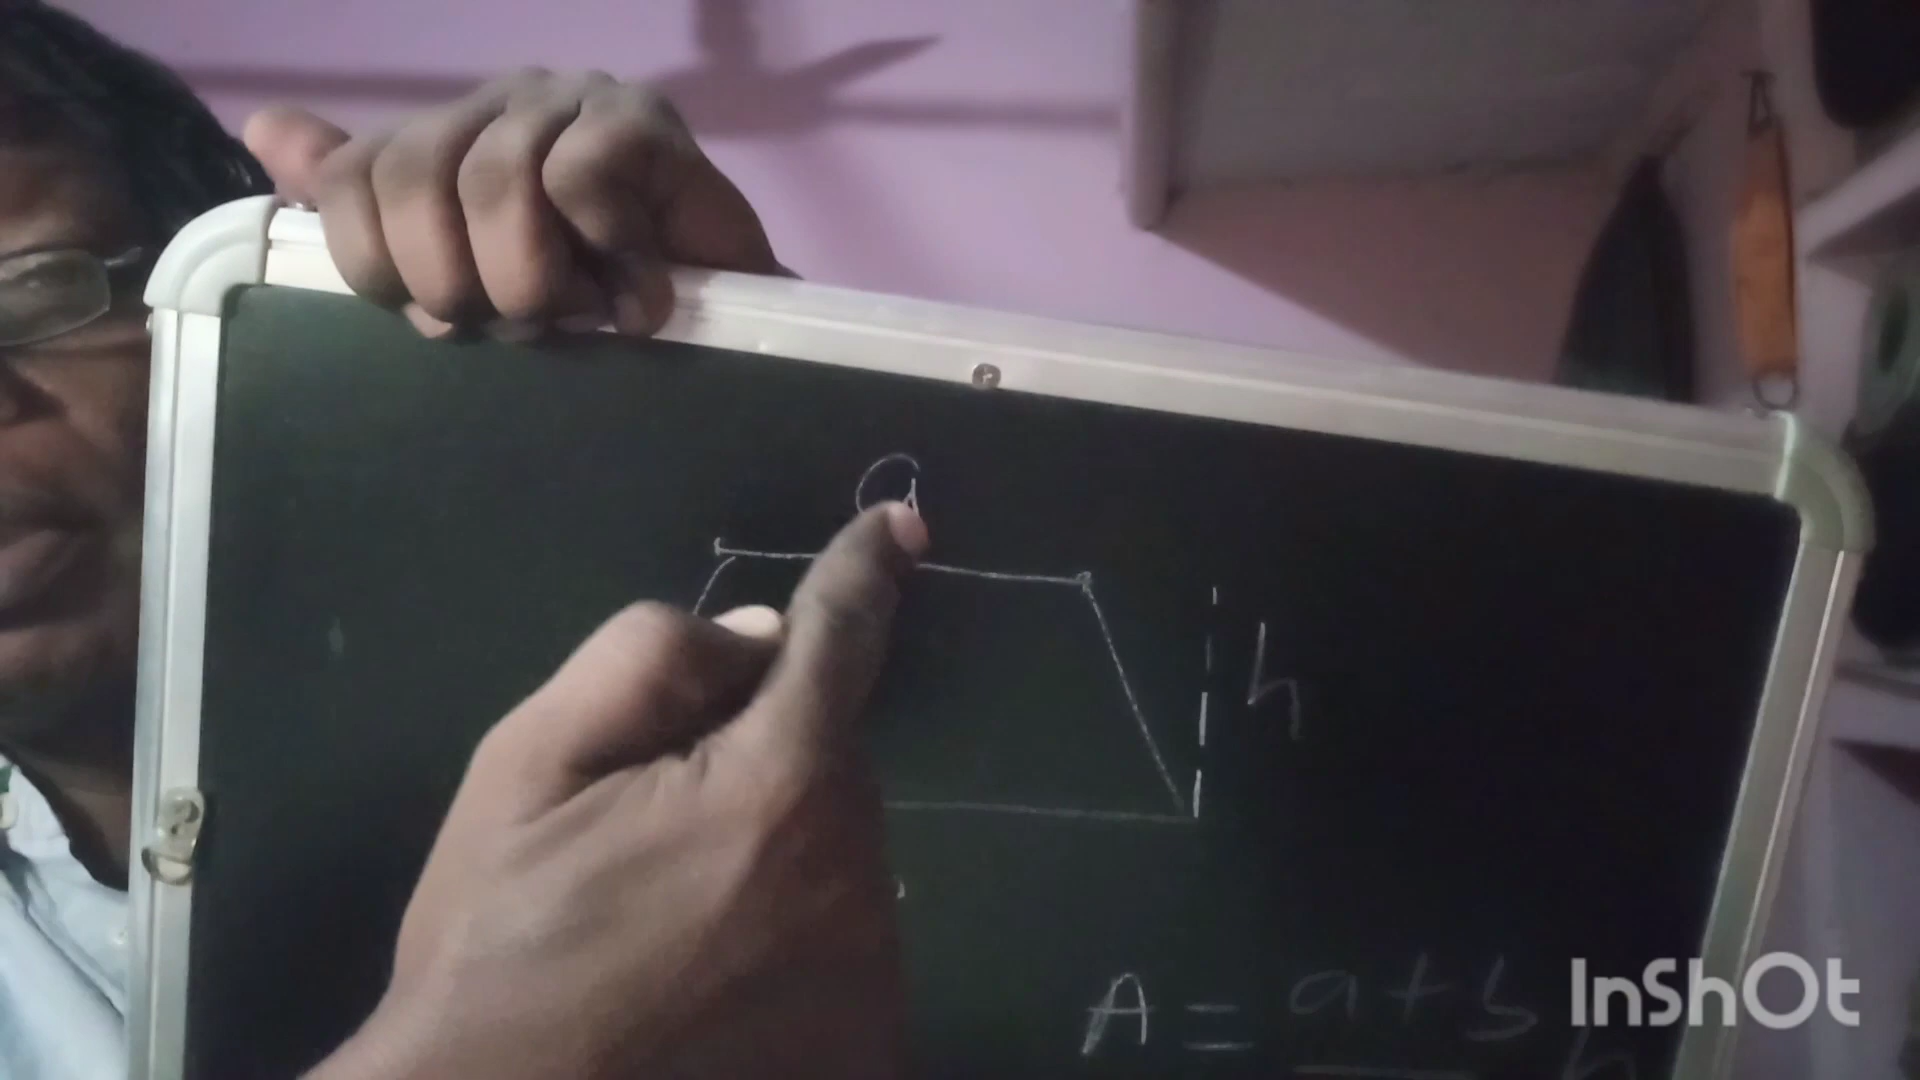 a
h
A = a + b
h
InShOt